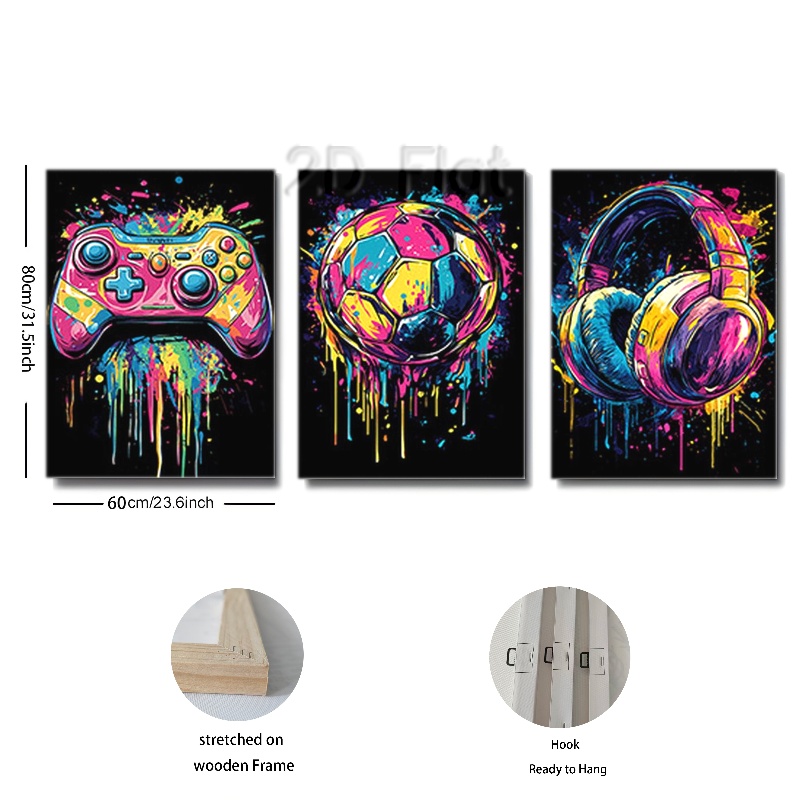 2D Flat
80cm/31.5inch
60cm/23.6inch
stretched on
wooden Frame
Hook
Ready to Hang